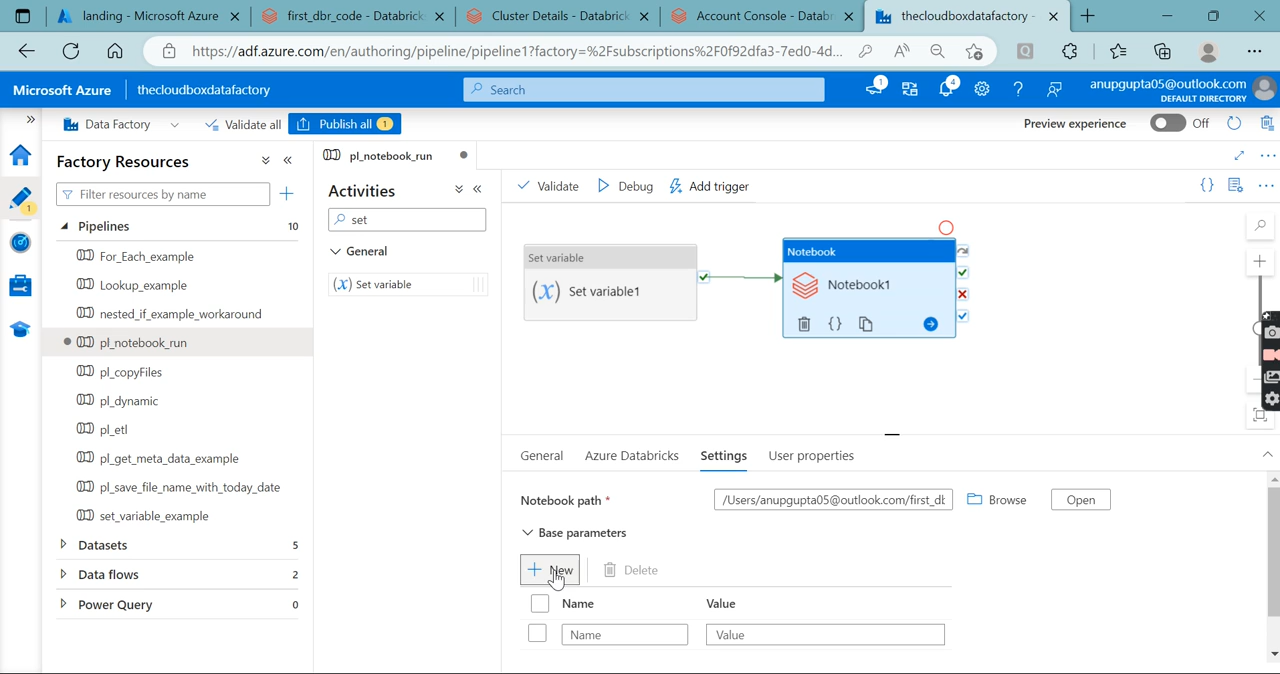 landing - Microsoft Azure
first_dbr_code - Databrick
Cluster Details - Databrick
Account Console - Datab
thecloudboxdatafactory -
https://adf.azure.com/en/authoring/pipeline/pipeline1?factory=%2Fsubscriptions%2F0f92dfa3-7ed0-4d...
Microsoft Azure
thecloudboxdatafactory
Search
1
4
anupgupta05@outlook.com
DEFAULT DIRECTORY
Data Factory
Validate all
Publish all 1
Preview experience
Off
1
Factory Resources
Filter resources by name
Pipelines 10
For_Each_example
Lookup_example
nested_if_example_workaround
pl_notebook_run
pl_copyFiles
pl_dynamic
pl_etl
pl_get_meta_data_example
pl_save_file_name_with_today_date
set_variable_example
Datasets 5
Data flows 2
Power Query 0
pl_notebook_run
Activities
set
General
(x) Set variable
Validate
Debug
Add trigger
Set variable
(x) Set variable1
Notebook
Notebook1
General
Azure Databricks
Settings
User properties
Notebook path *
/Users/anupgupta05@outlook.com/first_dt
Browse
Open
Base parameters
New
Delete
Name Value
Name Value